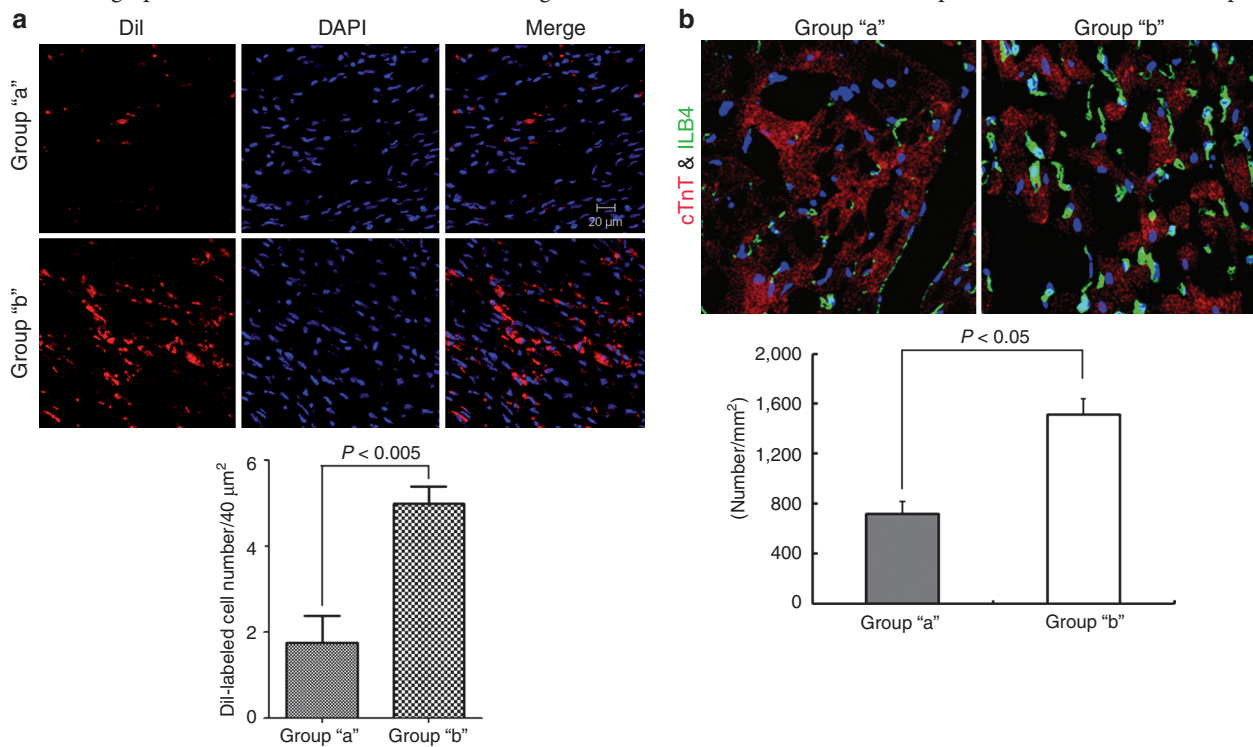 a
DiI
DAPI
Merge
Group “a”
20 µm
Group “b”
6
4
2
0
DiI-labeled cell number/40 µm²
P < 0.005
Group “a”
Group “b”
b
Group “a”
Group “b”
cTnT & ILB4
2,000
1,600
1,200
800
400
0
(Number/mm²)
P < 0.05
Group “a”
Group “b”